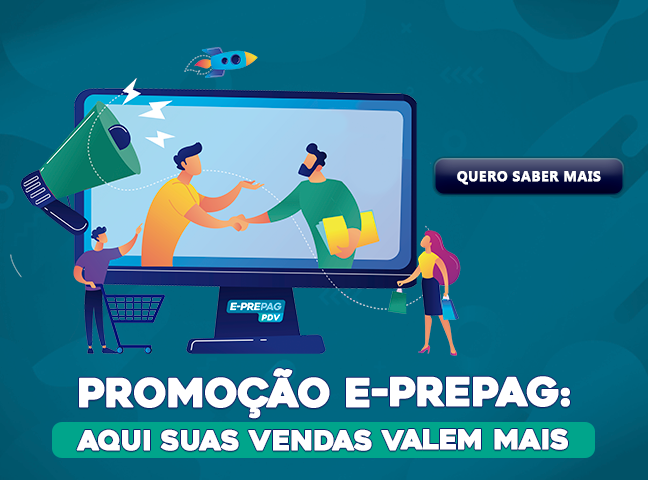 QUERO SABER MAIS
E-PREPAG
PDV
PROMOÇÃO E-PREPAG:
AQUI SUAS VENDAS VALEM MAIS